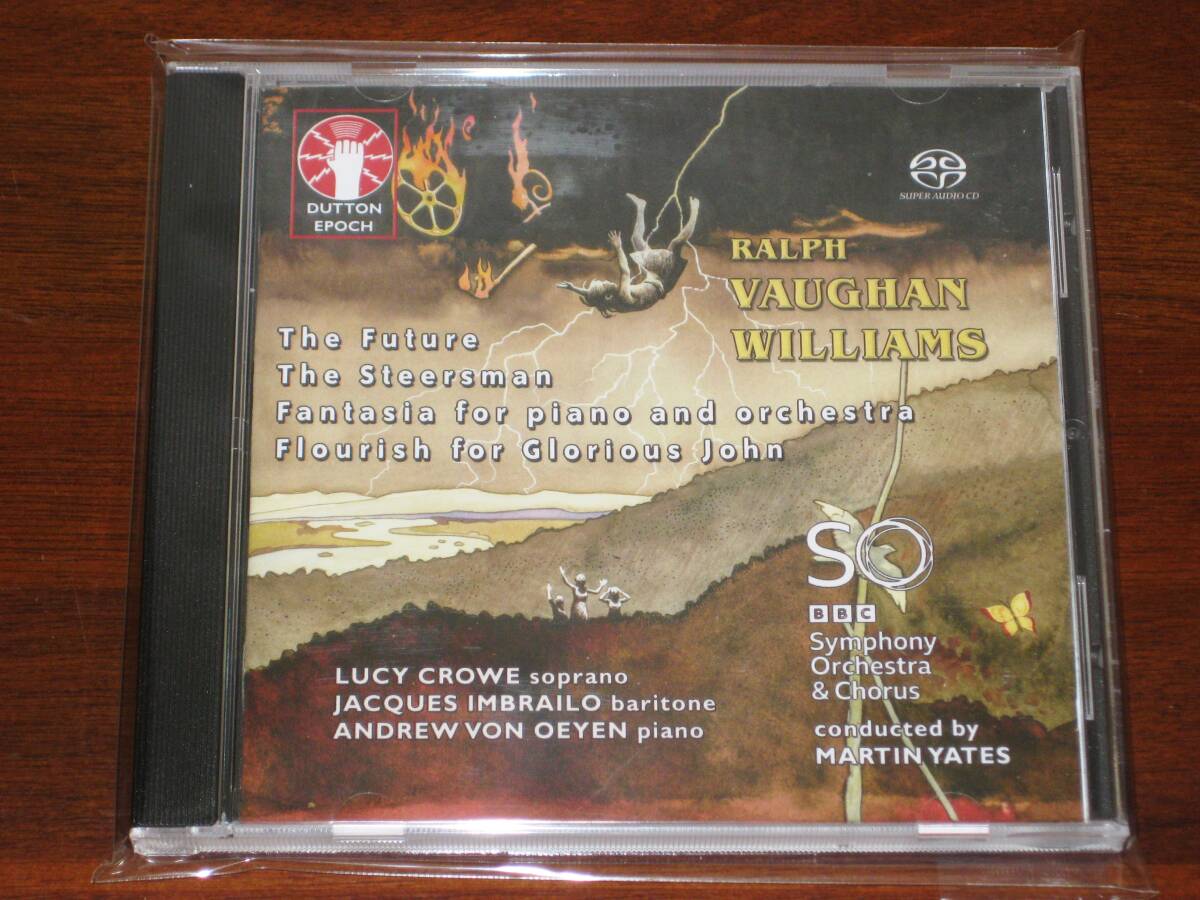 DUTTON
EPOCH
SUPER AUDIO CD
RALPH
VAUGHAN
WILLIAMS
The Future
The Steersman
Fantasia for piano and orchestra
Flourish for Glorious John
SO
BBC
Symphony
Orchestra
& Chorus
conducted by
MARTIN YATES
LUCY CROWE soprano
JACQUES IMBRAILO baritone
ANDREW VON OEYEN piano